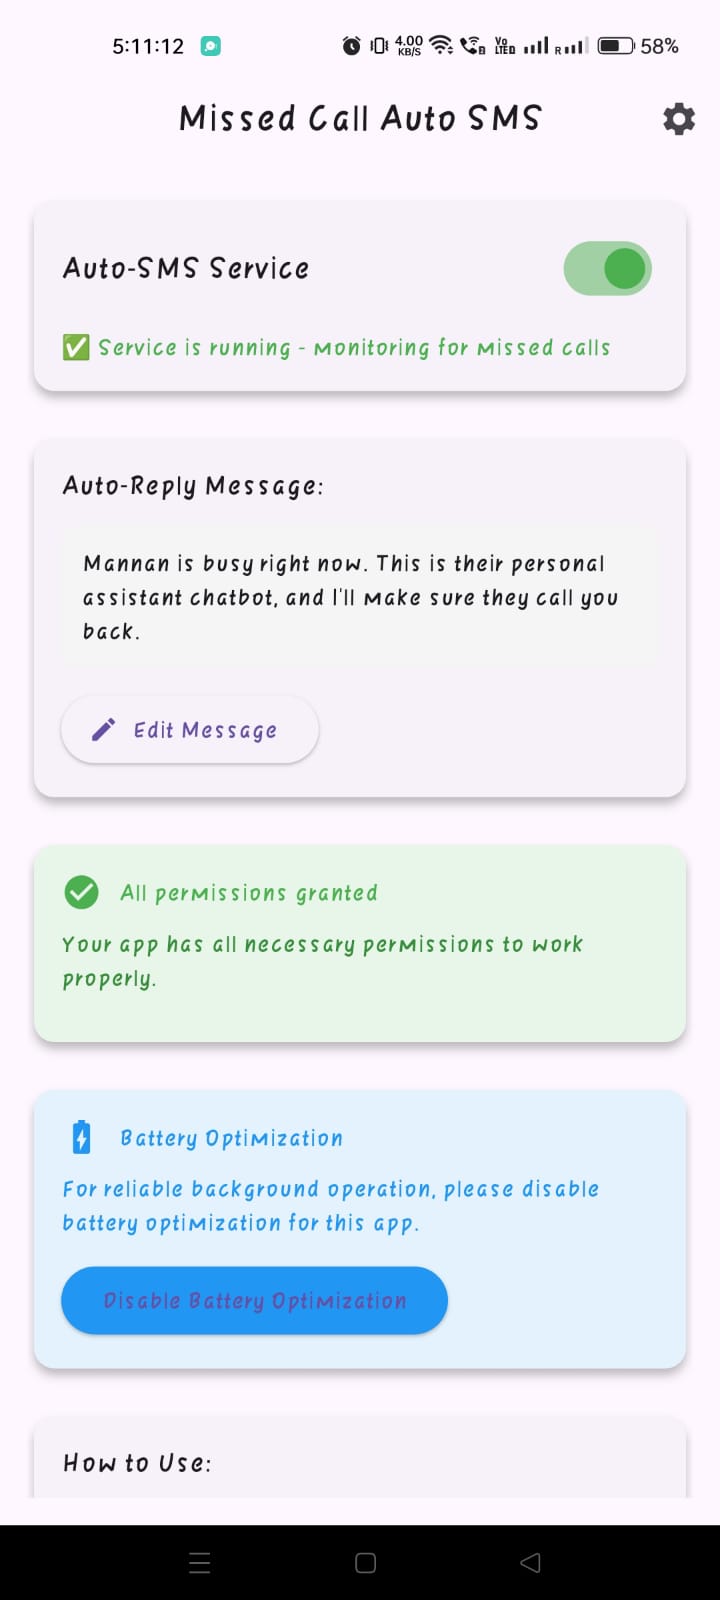 5:11:12 4.00 KB/S Vo LTE R 58%
Missed Call Auto SMS
Auto-SMS Service
✅ Service is running - Monitoring for missed calls
Auto-Reply Message:
Mannan is busy right now. This is their personal
assistant chatbot, and I'll make sure they call you
back.
Edit Message
All permissions granted
Your app has all necessary permissions to work
properly.
Battery Optimization
For reliable background operation, please disable
battery optimization for this app.
Disable Battery Optimization
How to Use: